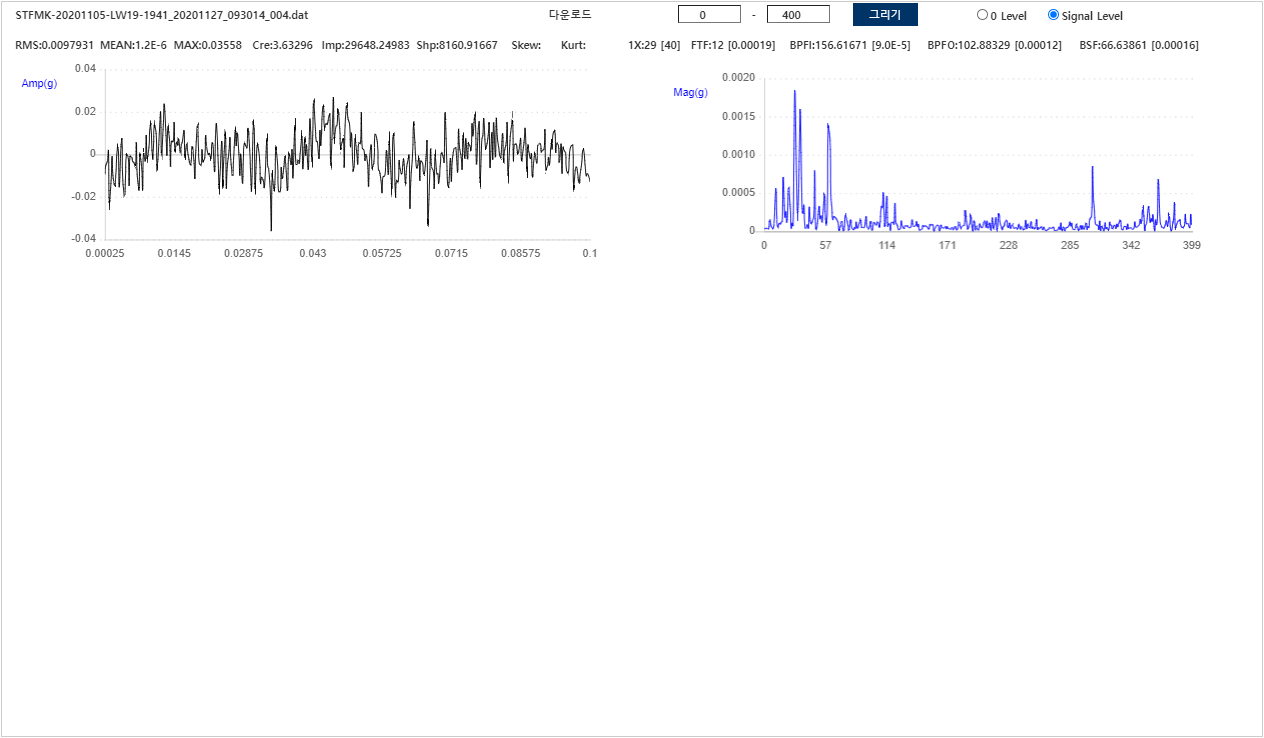 STFMK-20201105-LW19-1941_20201127_093014_004.dat 다운로드 0 - 400 그리기 0 Level Signal Level
RMS:0.0097931 MEAN:1.2E-6 MAX:0.03558 Cre:3.63296 Imp:29648.24983 Shp:8160.91667 Skew: Kurt: 1X:29 [40] FTF:12 [0.00019] BPFI:156.61671 [9.0E-5] BPFO:102.88329 [0.00012] BSF:66.63861 [0.00016]
Amp(g)
0.04
0.02
0
-0.02
-0.04
0.00025 0.0145 0.02875 0.043 0.05725 0.0715 0.08575 0.1
Mag(g)
0.0020
0.0015
0.0010
0.0005
0
0 57 114 171 228 285 342 399